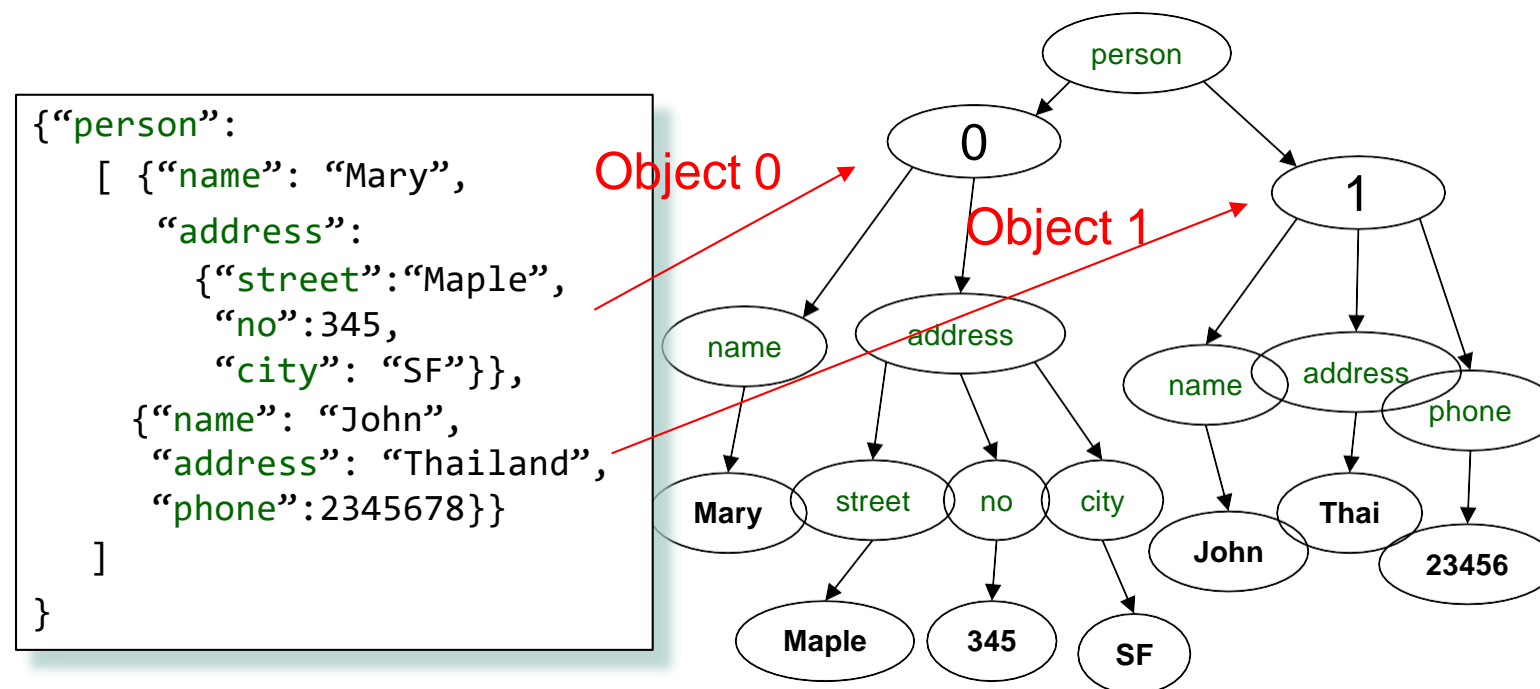 {“person”:
[ {“name”: “Mary”,
“address”:
{“street”:“Maple”,
“no”:345,
“city”: “SF”}},
{“name”: “John”,
“address”: “Thailand”,
“phone”:2345678}}
]
}
Object 0
Object 1
person
0
1
name
address
name
address
phone
Mary
street
no
city
John
Thai
23456
Maple
345
SF